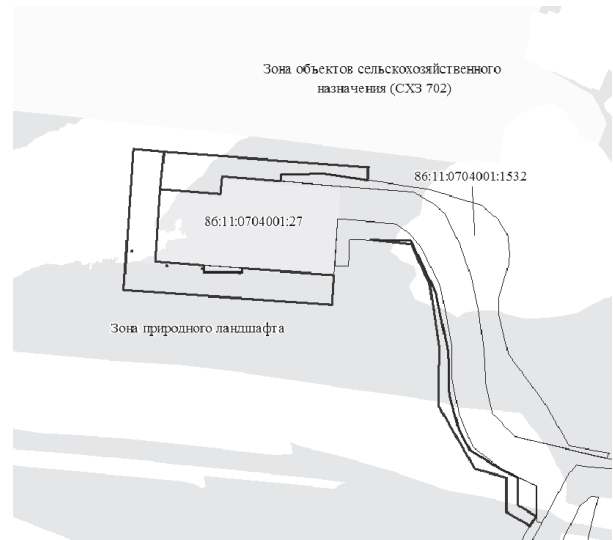 Зона объектов сельскохозяйственного
назначения (СХЗ 702)
86:11:0704001:1532
86:11:0704001:27
Зона природного ландшафта